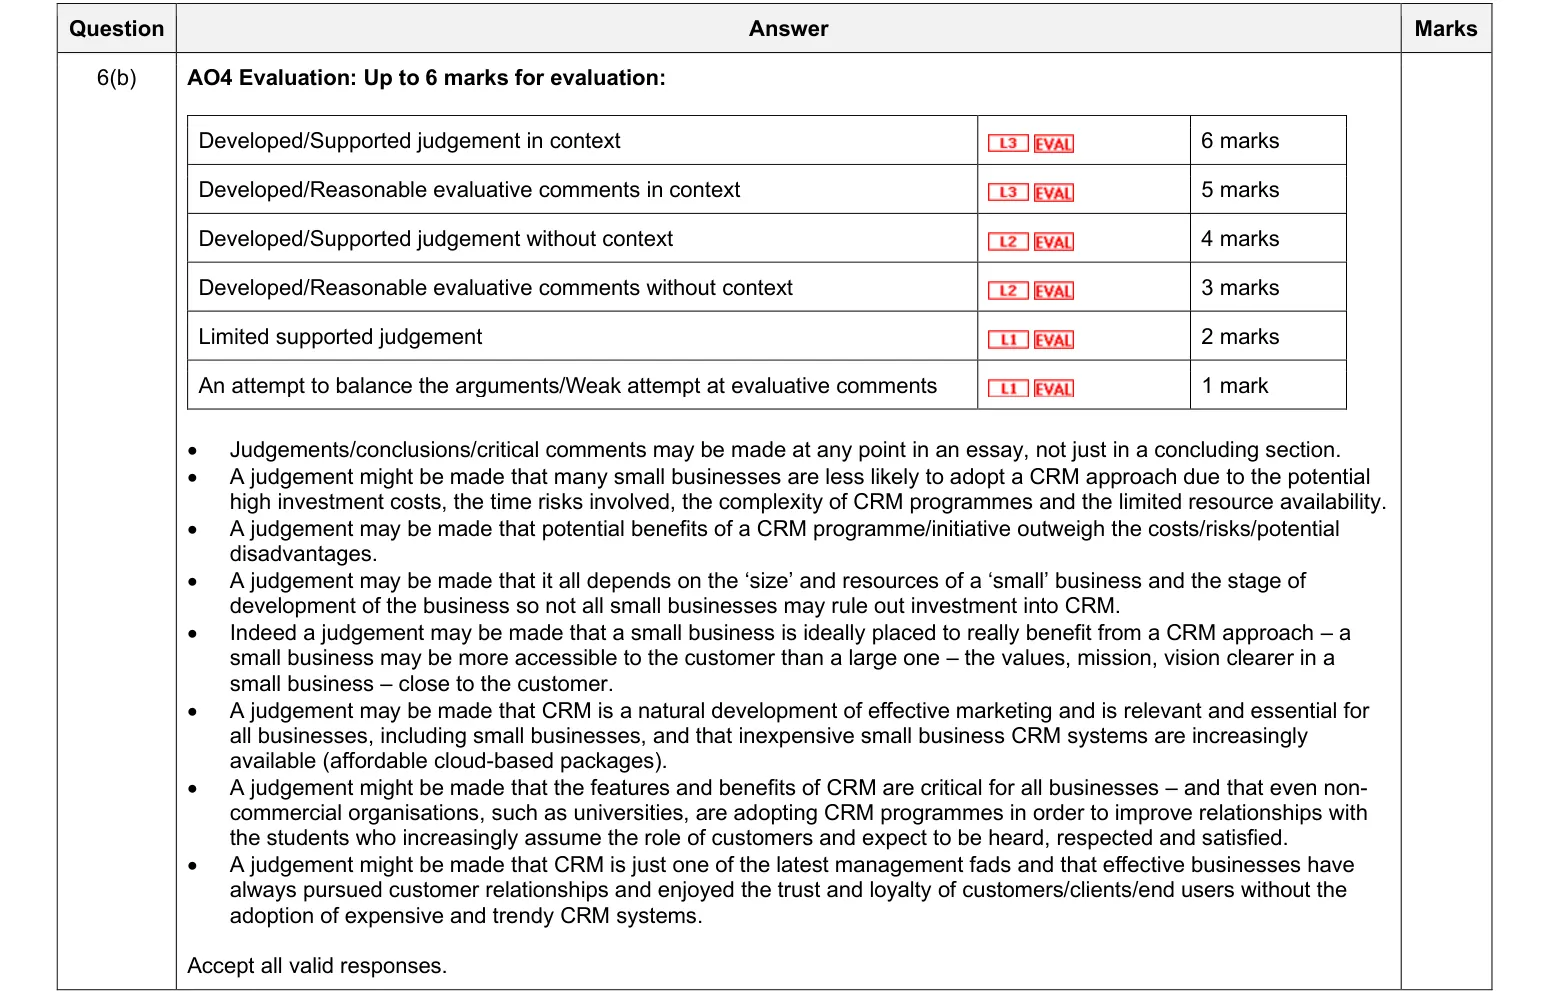 Question Answer Marks
6(b) AO4 Evaluation: Up to 6 marks for evaluation:
Developed/Supported judgement in context L3 EVAL 6 marks
Developed/Reasonable evaluative comments in context L3 EVAL 5 marks
Developed/Supported judgement without context L2 EVAL 4 marks
Developed/Reasonable evaluative comments without context L2 EVAL 3 marks
Limited supported judgement L1 EVAL 2 marks
An attempt to balance the arguments/Weak attempt at evaluative comments L1 EVAL 1 mark
• Judgements/conclusions/critical comments may be made at any point in an essay, not just in a concluding section.
• A judgement might be made that many small businesses are less likely to adopt a CRM approach due to the potential
high investment costs, the time risks involved, the complexity of CRM programmes and the limited resource availability.
• A judgement may be made that potential benefits of a CRM programme/initiative outweigh the costs/risks/potential
disadvantages.
• A judgement may be made that it all depends on the ‘size’ and resources of a ‘small’ business and the stage of
development of the business so not all small businesses may rule out investment into CRM.
• Indeed a judgement may be made that a small business is ideally placed to really benefit from a CRM approach – a
small business may be more accessible to the customer than a large one – the values, mission, vision clearer in a
small business – close to the customer.
• A judgement may be made that CRM is a natural development of effective marketing and is relevant and essential for
all businesses, including small businesses, and that inexpensive small business CRM systems are increasingly
available (affordable cloud-based packages).
• A judgement might be made that the features and benefits of CRM are critical for all businesses – and that even non-
commercial organisations, such as universities, are adopting CRM programmes in order to improve relationships with
the students who increasingly assume the role of customers and expect to be heard, respected and satisfied.
• A judgement might be made that CRM is just one of the latest management fads and that effective businesses have
always pursued customer relationships and enjoyed the trust and loyalty of customers/clients/end users without the
adoption of expensive and trendy CRM systems.
Accept all valid responses.